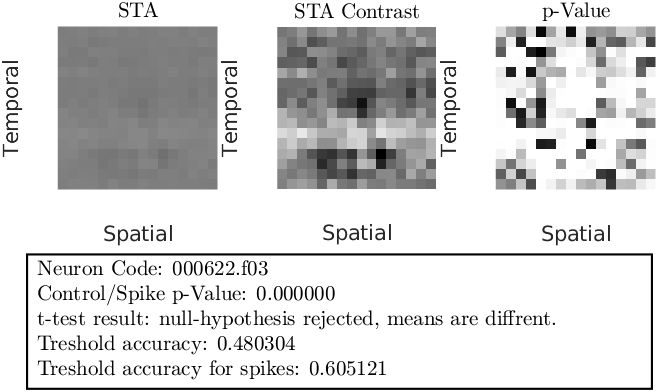 STA
STA Contrast
p-Value
Temporal
Temporal
Temporal
Spatial
Spatial
Spatial
Neuron Code: 000622.f03
Control/Spike p-Value: 0.000000
t-test result: null-hypothesis rejected, means are diffrent.
Treshold accuracy: 0.480304
Treshold accuracy for spikes: 0.605121